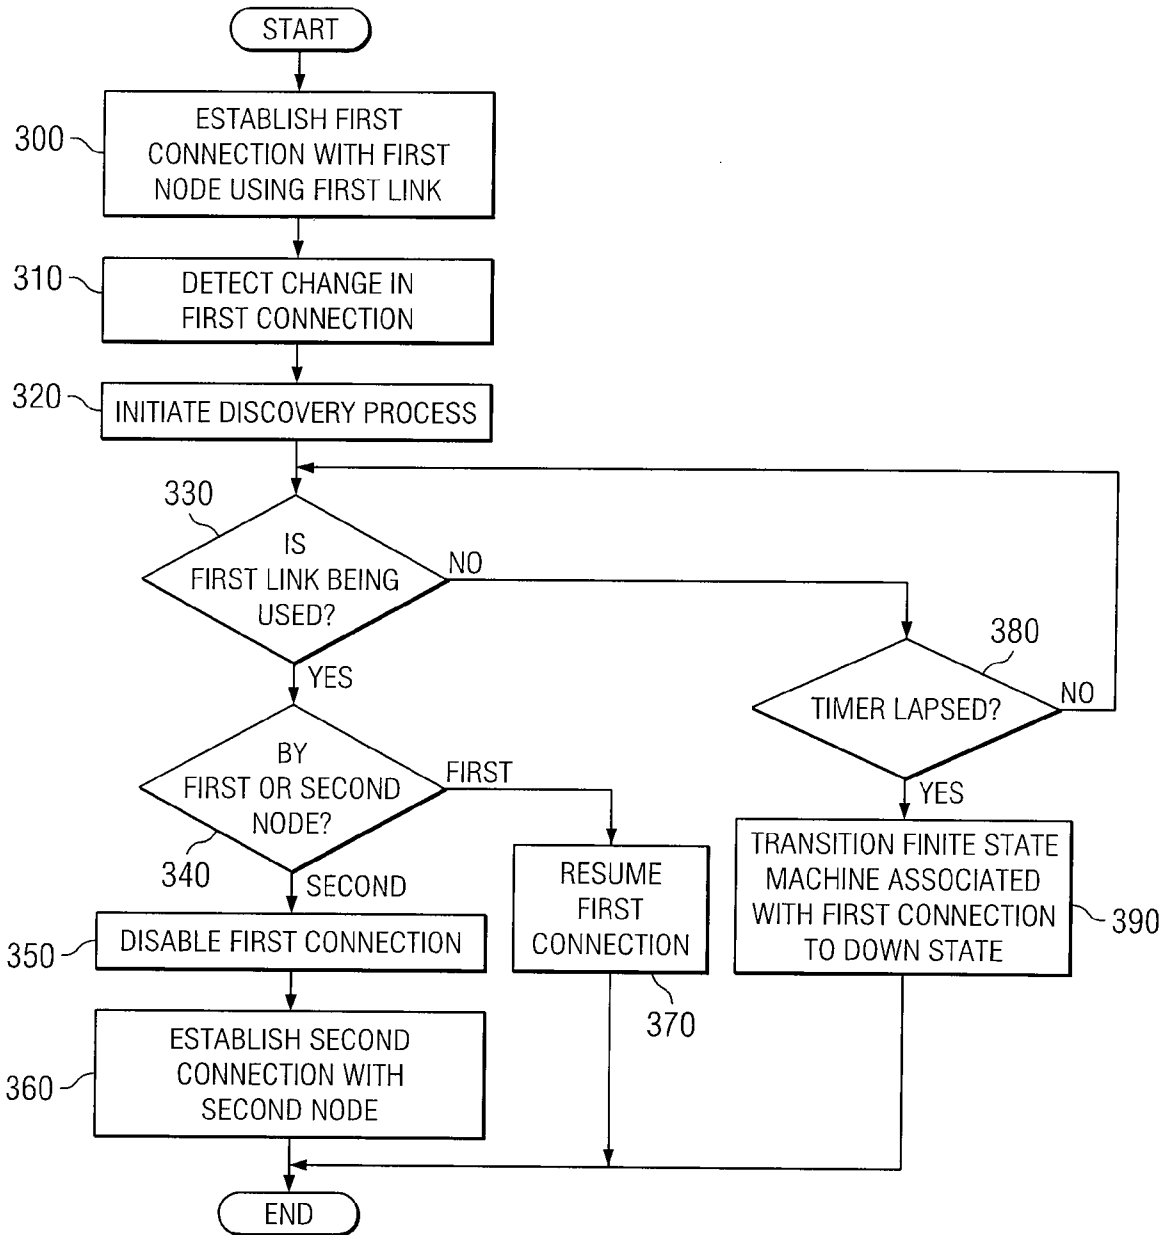 START
300
ESTABLISH FIRST
CONNECTION WITH FIRST
NODE USING FIRST LINK
310
DETECT CHANGE IN
FIRST CONNECTION
320
INITIATE DISCOVERY PROCESS
330
IS
FIRST LINK BEING
USED?
NO
YES
380
TIMER LAPSED?
NO
YES
BY
FIRST OR SECOND
NODE?
340
FIRST
SECOND
350
DISABLE FIRST CONNECTION
360
ESTABLISH SECOND
CONNECTION WITH
SECOND NODE
RESUME
FIRST
CONNECTION
370
TRANSITION FINITE STATE
MACHINE ASSOCIATED
WITH FIRST CONNECTION
TO DOWN STATE
390
END